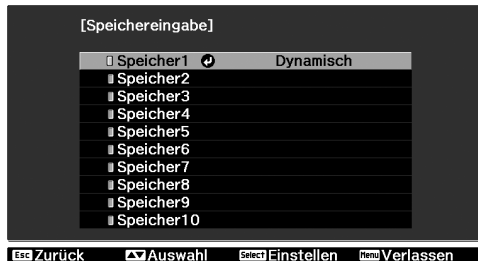 [Speichereingabe]
Speicher1 Dynamisch
Speicher2
Speicher3
Speicher4
Speicher5
Speicher6
Speicher7
Speicher8
Speicher9
Speicher10
Esc Zurück Auswahl Select Einstellen Menu Verlassen